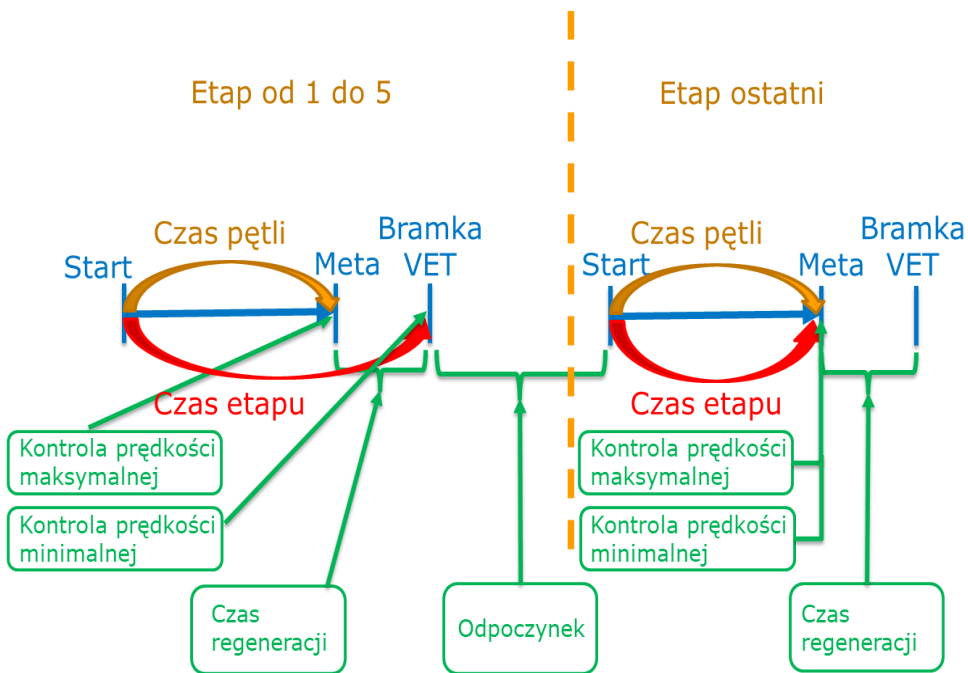 Etap od 1 do 5
Etap ostatni
Czas pętli
Bramka
Start
Meta
VET
Czas etapu
Kontrola prędkości
maksymalnej
Kontrola prędkości
minimalnej
Czas
regeneracji
Odpoczynek
Czas pętli
Bramka
Start
Meta
VET
Czas etapu
Kontrola prędkości
maksymalnej
Kontrola prędkości
minimalnej
Czas
regeneracji